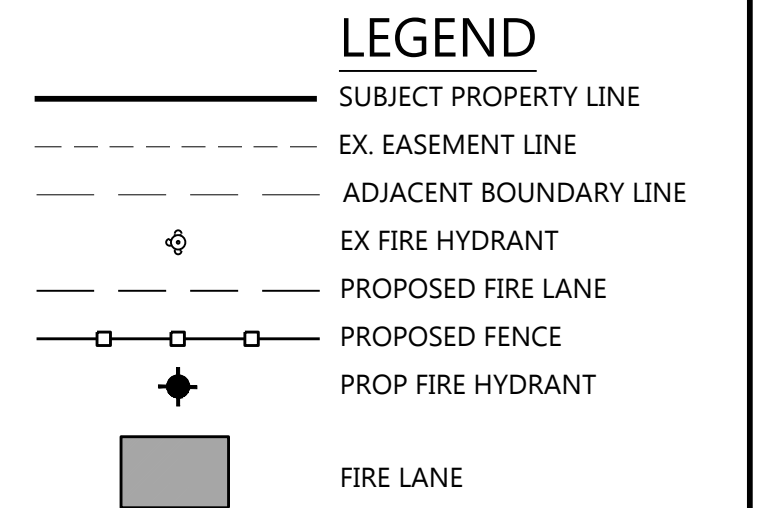 LEGEND
SUBJECT PROPERTY LINE
EX. EASEMENT LINE
ADJACENT BOUNDARY LINE
EX FIRE HYDRANT
PROPOSED FIRE LANE
PROPOSED FENCE
PROP FIRE HYDRANT
FIRE LANE